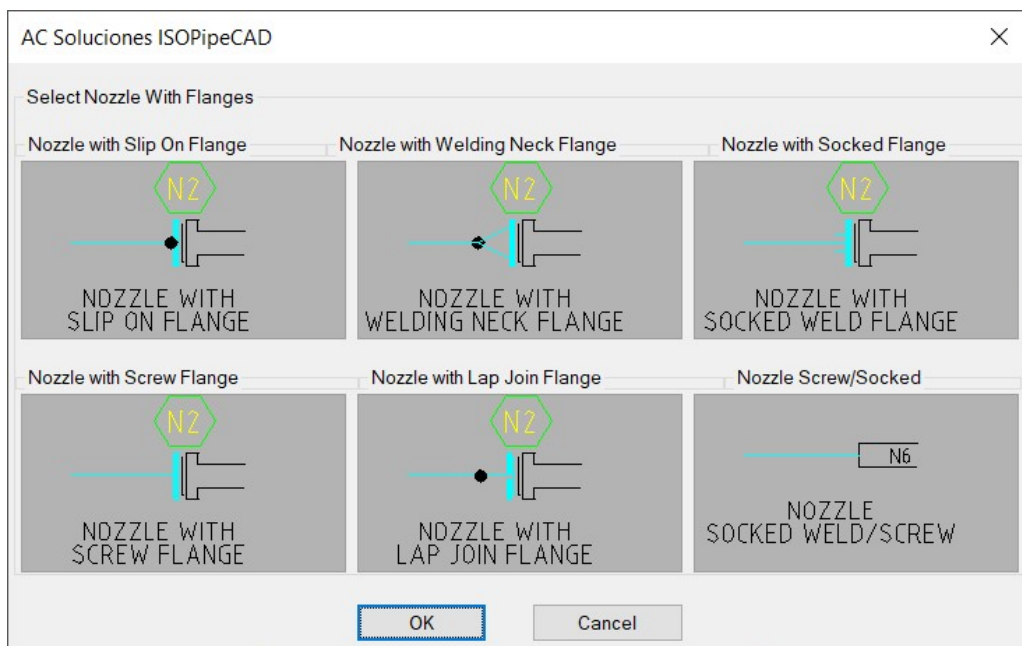 AC Soluciones ISOPipeCAD
Select Nozzle With Flanges
Nozzle with Slip On Flange
N2
NOZZLE WITH
SLIP ON FLANGE
Nozzle with Welding Neck Flange
N2
NOZZLE WITH
WELDING NECK FLANGE
Nozzle with Socked Flange
N2
NOZZLE WITH
SOCKED WELD FLANGE
Nozzle with Screw Flange
N2
NOZZLE WITH
SCREW FLANGE
Nozzle with Lap Join Flange
N2
NOZZLE WITH
LAP JOIN FLANGE
Nozzle Screw/Socked
N6
NOZZLE
SOCKED WELD/SCREW
OK
Cancel